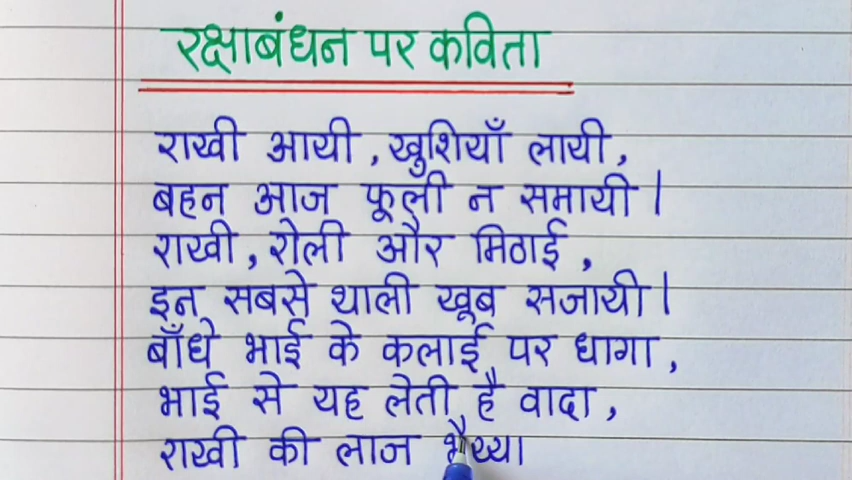 रक्षाबंधन पर कविता
राखी आयी, खुशियाँ लायी,
बहन आज फूली न समायी।
राखी, रोली और मिठाई,
इन सबसे थाली खूब सजायी।
बाँधे भाई के कलाई पर धागा,
भाई से यह लेती है वादा,
राखी की लाज भैय्या